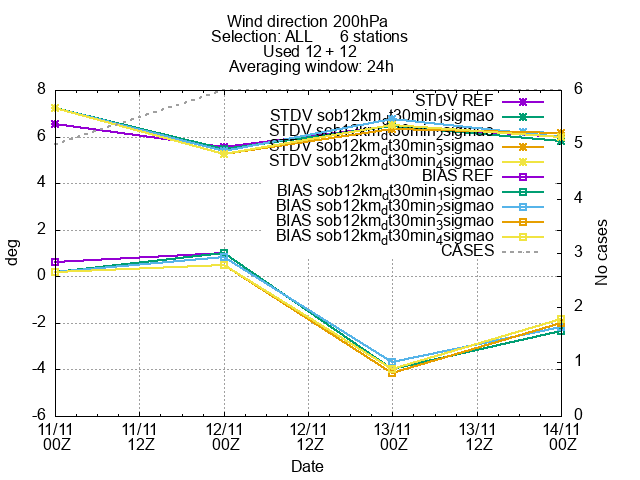 Wind direction 200hPa
Selection: ALL 6 stations
Used 12 + 12
Averaging window: 24h
8
6
4
2
0
-2
-4
-6
deg
6
5
4
3
2
1
0
No cases
STDV REF
STDV sob12km_dt30min_1sigmao
STDV sob12km_dt30min_2sigmao
STDV sob12km_dt30min_3sigmao
STDV sob12km_dt30min_4sigmao
BIAS REF
BIAS sob12km_dt30min_1sigmao
BIAS sob12km_dt30min_2sigmao
BIAS sob12km_dt30min_3sigmao
BIAS sob12km_dt30min_4sigmao
CASES
11/11 11/11 12/11 12/11 13/11 13/11 14/11
00Z 12Z 00Z 12Z 00Z 12Z 00Z
Date